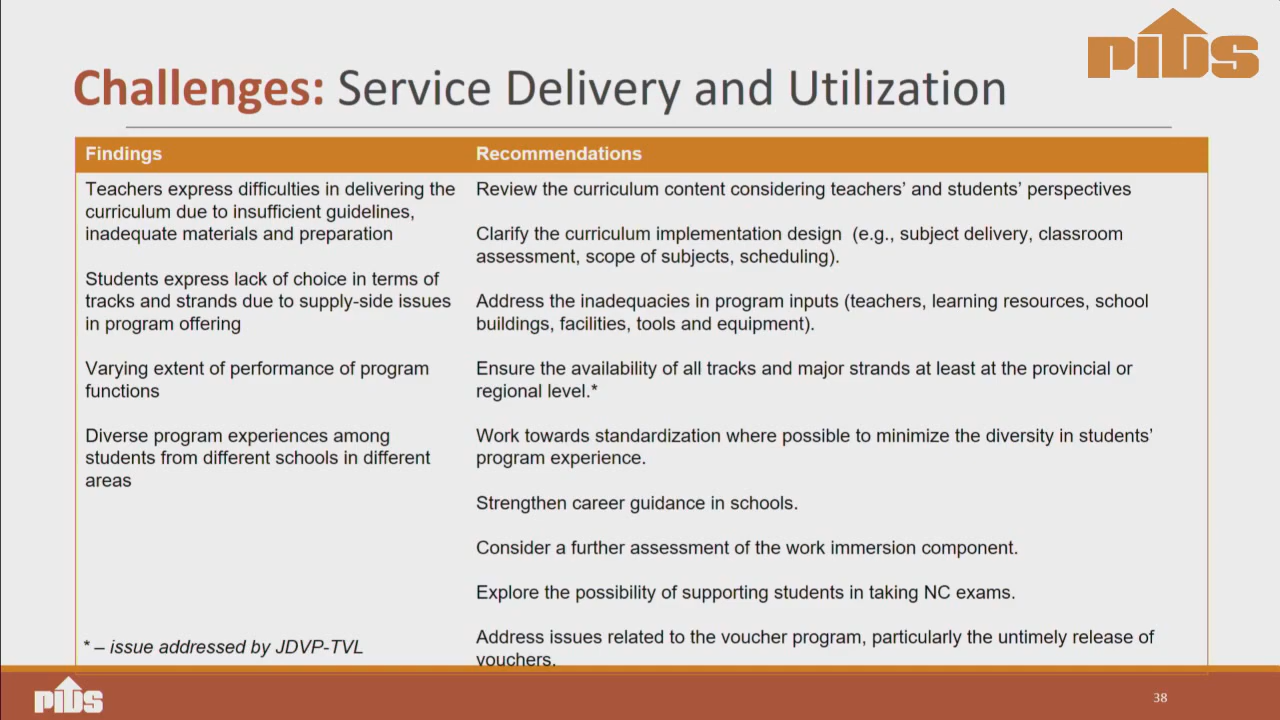 PIDS
Challenges: Service Delivery and Utilization
Findings
Recommendations
Teachers express difficulties in delivering the
curriculum due to insufficient guidelines,
inadequate materials and preparation
Students express lack of choice in terms of
tracks and strands due to supply-side issues
in program offering
Varying extent of performance of program
functions
Diverse program experiences among
students from different schools in different
areas
* – issue addressed by JDVP-TVL
Review the curriculum content considering teachers’ and students’ perspectives
Clarify the curriculum implementation design (e.g., subject delivery, classroom
assessment, scope of subjects, scheduling).
Address the inadequacies in program inputs (teachers, learning resources, school
buildings, facilities, tools and equipment).
Ensure the availability of all tracks and major strands at least at the provincial or
regional level.*
Work towards standardization where possible to minimize the diversity in students’
program experience.
Strengthen career guidance in schools.
Consider a further assessment of the work immersion component.
Explore the possibility of supporting students in taking NC exams.
Address issues related to the voucher program, particularly the untimely release of
vouchers.
PIDS
38